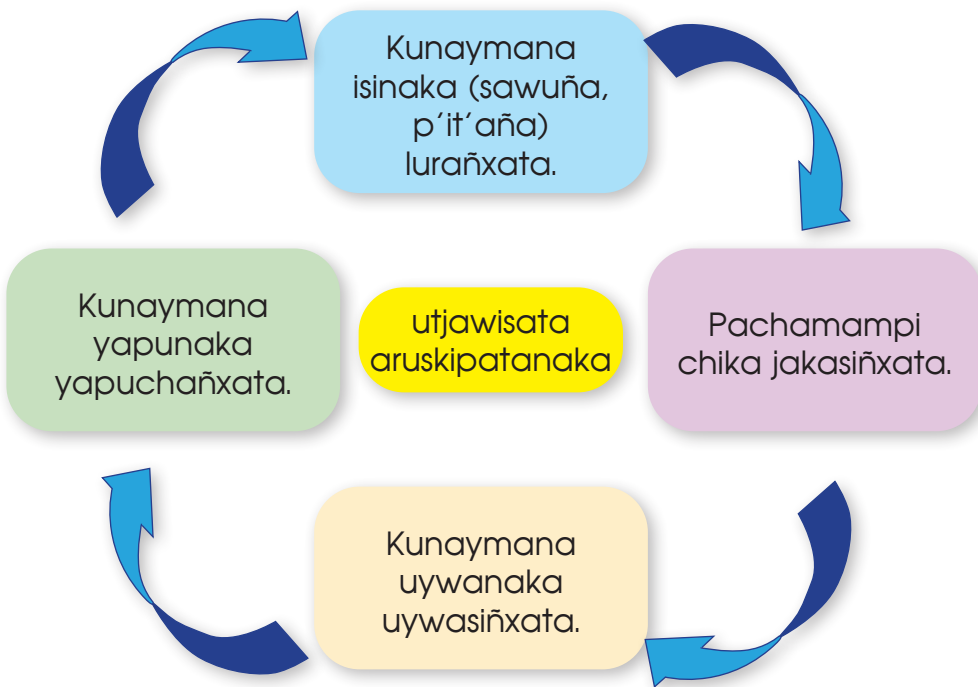 Kunaymana
isinaka (sawuña,
p´it´aña)
lurañxata.
Kunaymana
yapunaka
yapuchañxata.
utjawisata
aruskipatanaka
Pachamampi
chika jakasiñxata.
Kunaymana
uywanaka
uywasiñxata.